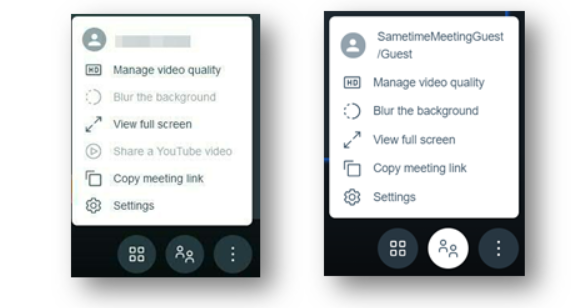 HD Manage video quality
Blur the background
View full screen
Share a YouTube video
Copy meeting link
Settings
SametimeMeetingGuest
/Guest
HD Manage video quality
Blur the background
View full screen
Copy meeting link
Settings